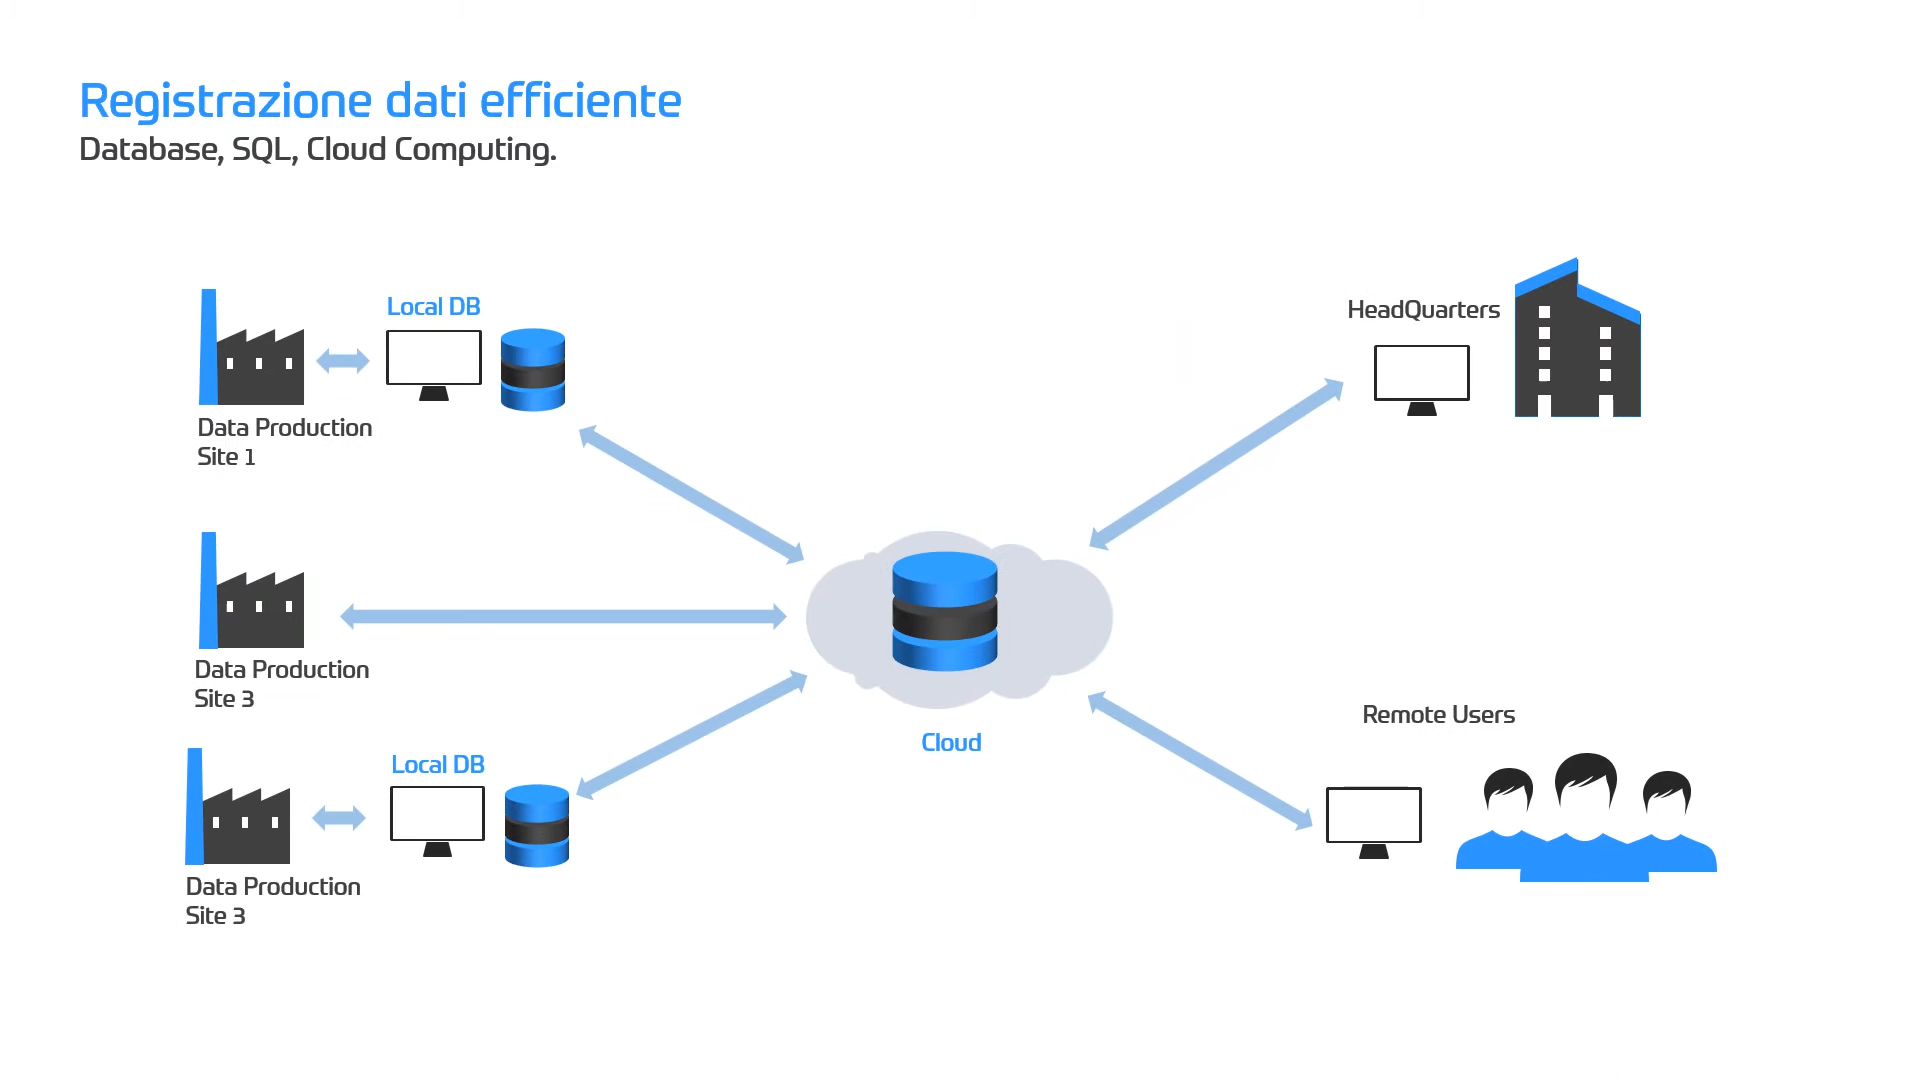 Registrazione dati efficiente
Database, SQL, Cloud Computing.
Local DB
Data Production
Site 1
HeadQuarters
Data Production
Site 3
Cloud
Remote Users
Local DB
Data Production
Site 3